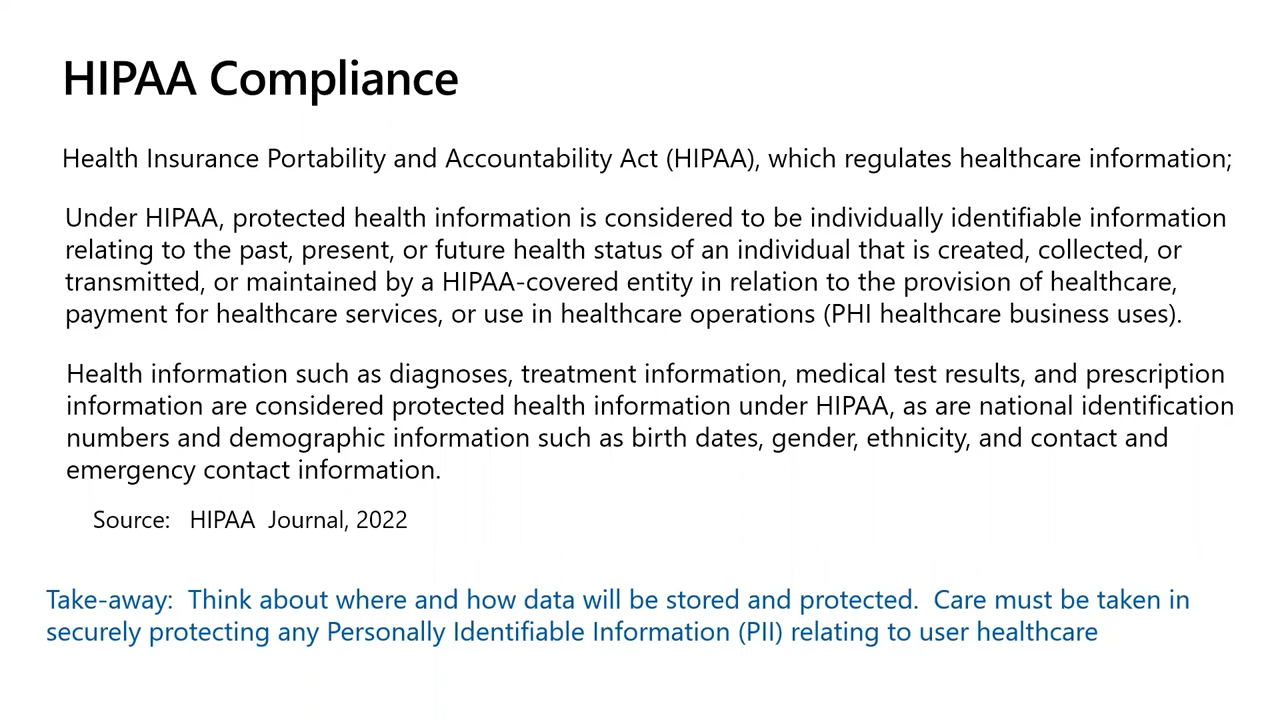 HIPAA Compliance
Health Insurance Portability and Accountability Act (HIPAA), which regulates healthcare information;
Under HIPAA, protected health information is considered to be individually identifiable information
relating to the past, present, or future health status of an individual that is created, collected, or
transmitted, or maintained by a HIPAA-covered entity in relation to the provision of healthcare,
payment for healthcare services, or use in healthcare operations (PHI healthcare business uses).
Health information such as diagnoses, treatment information, medical test results, and prescription
information are considered protected health information under HIPAA, as are national identification
numbers and demographic information such as birth dates, gender, ethnicity, and contact and
emergency contact information.
Source: HIPAA Journal, 2022
Take-away: Think about where and how data will be stored and protected. Care must be taken in
securely protecting any Personally Identifiable Information (PII) relating to user healthcare